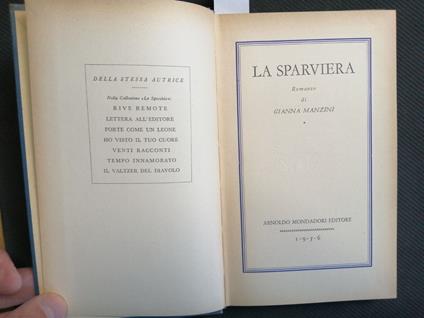 DELLA STESSA AUTRICE
Nella Collezione «Lo Specchio»:
RIVE REMOTE
LETTERA ALL'EDITORE
FORTE COME UN LEONE
HO VISTO IL TUO CUORE
VENTI RACCONTI
TEMPO INNAMORATO
IL VALTZER DEL DIAVOLO
LA SPARVIERA
Romanzo
di
GIANNA MANZINI
ARNOLDO MONDADORI EDITORE
1-9-5-6